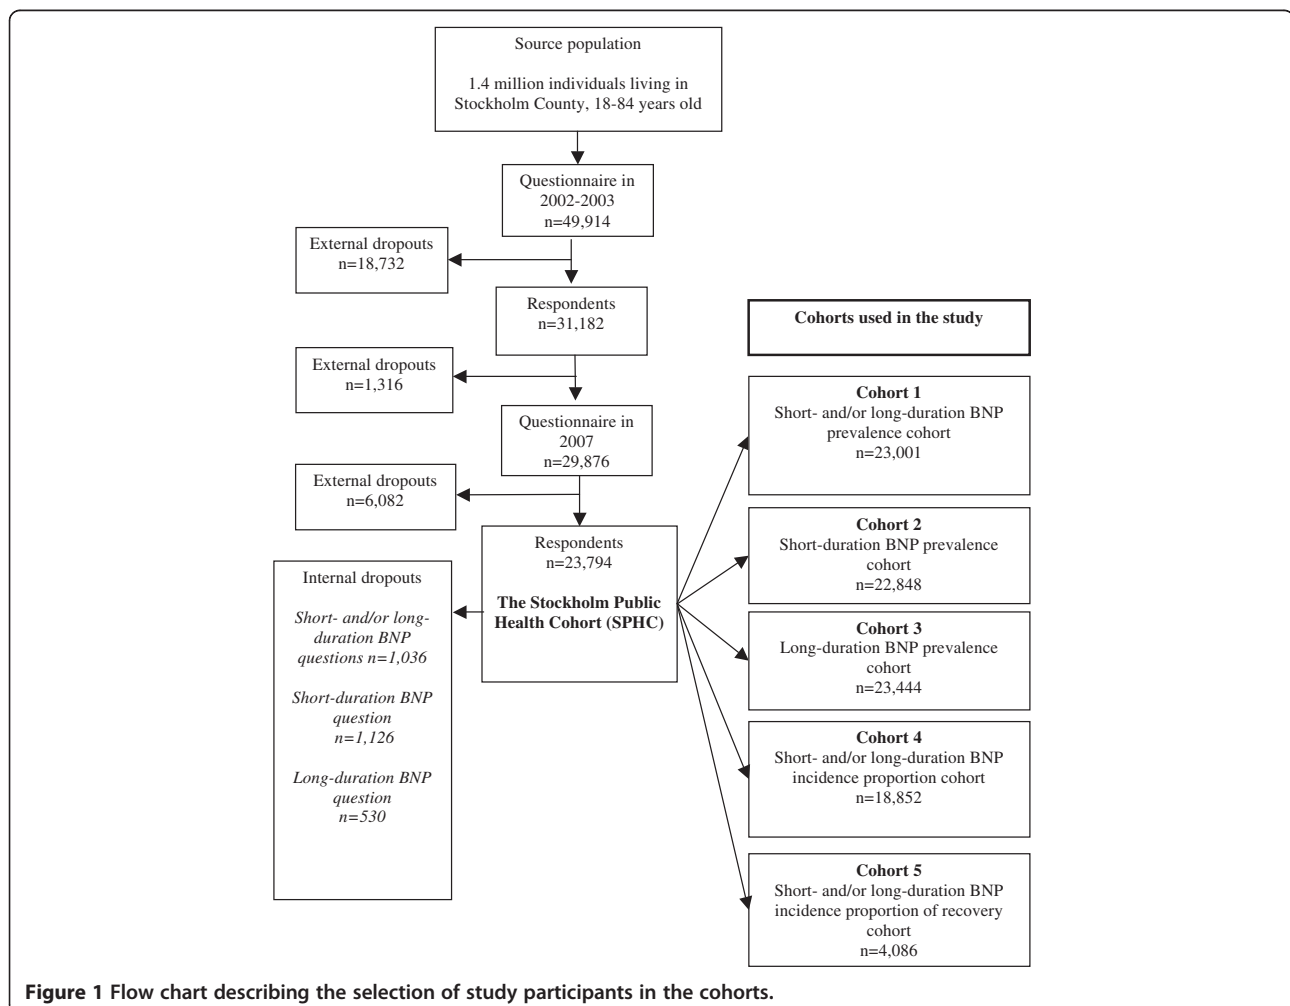 Source population
1.4 million individuals living in
Stockholm County, 18-84 years old
Questionnaire in
2002-2003
n=49,914
External dropouts
n=18,732
Respondents
n=31,182
External dropouts
n=1,316
Questionnaire in
2007
n=29,876
External dropouts
n=6,082
Respondents
n=23,794
The Stockholm Public
Health Cohort (SPHC)
Internal dropouts
Short- and/or long-
duration BNP
questions n=1,036
Short-duration BNP
question
n=1,126
Long-duration BNP
question
n=530
Cohorts used in the study
Cohort 1
Short- and/or long-duration BNP
prevalence cohort
n=23,001
Cohort 2
Short-duration BNP prevalence
cohort
n=22,848
Cohort 3
Long-duration BNP prevalence
cohort
n=23,444
Cohort 4
Short- and/or long-duration BNP
incidence proportion cohort
n=18,852
Cohort 5
Short- and/or long-duration BNP
incidence proportion of recovery
cohort
n=4,086
Figure 1 Flow chart describing the selection of study participants in the cohorts.